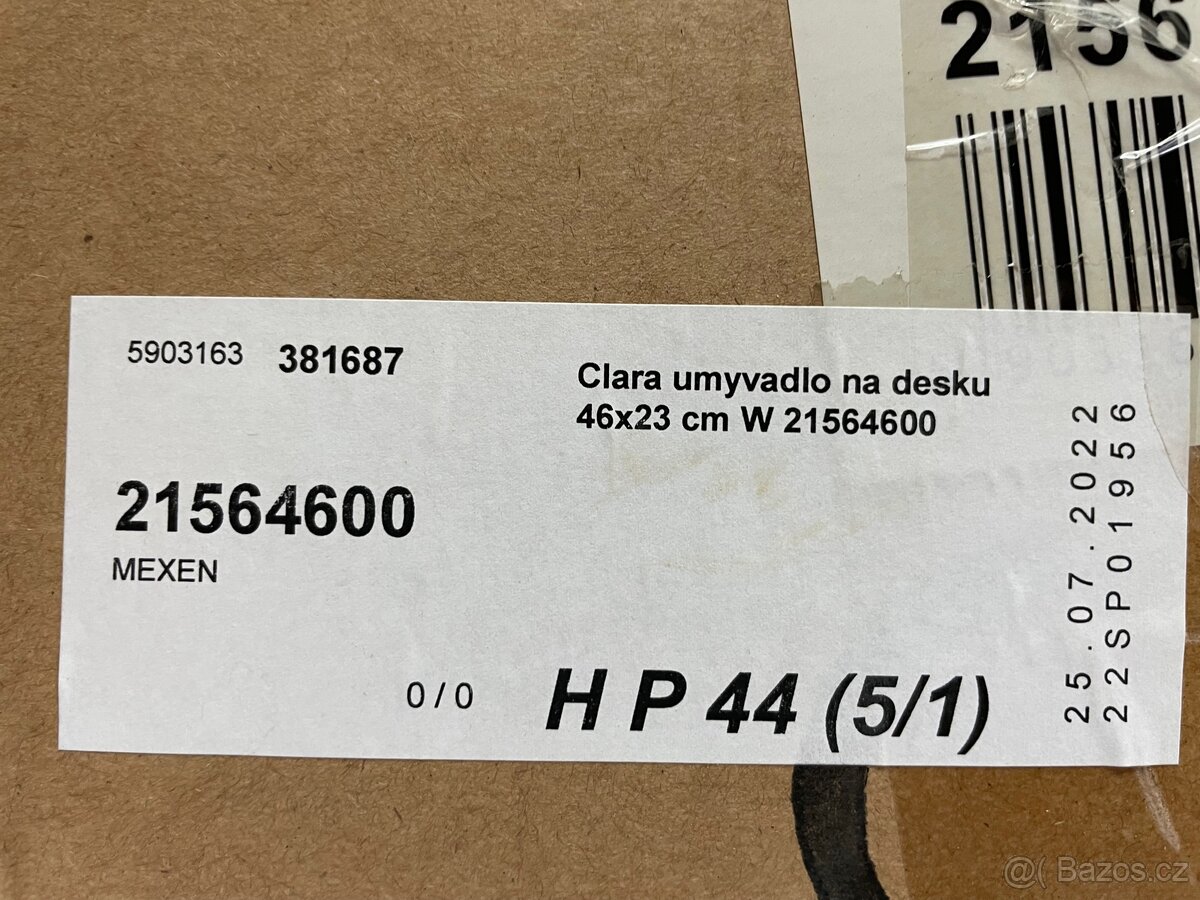 2156
5903163 381687
Clara umyvadlo na desku
46x23 cm W 21564600
21564600
MEXEN
0 / 0
H P 44 (5/1)
25.07.2022
22SP01956
@( Bazos.cz